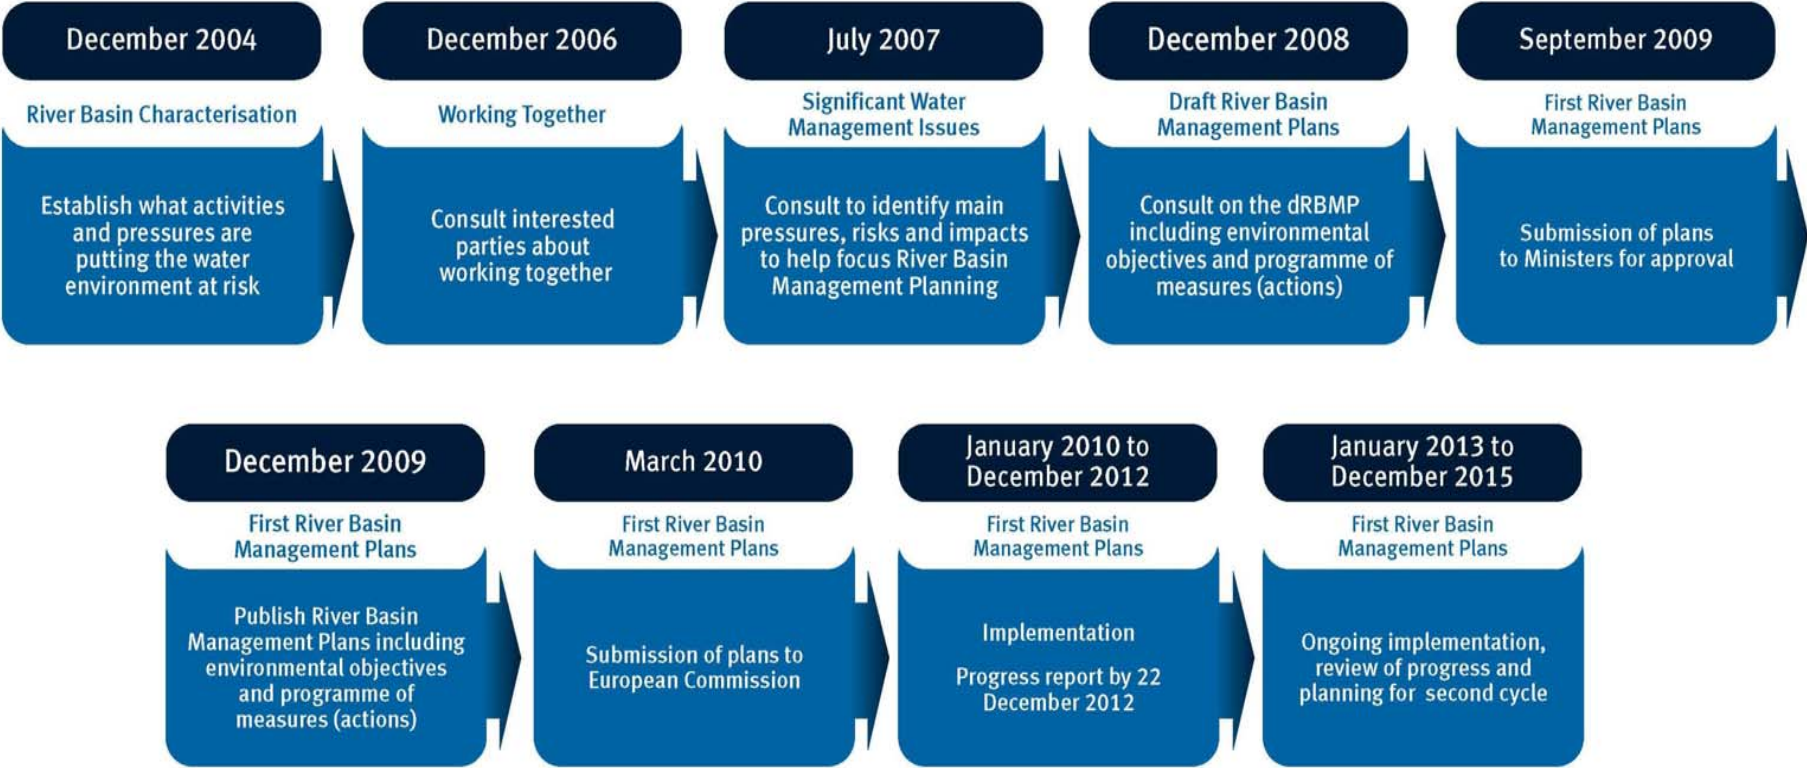 December 2004
River Basin Characterisation
Establish what activities
and pressures are
putting the water
environment at risk
December 2006
Working Together
Consult interested
parties about
working together
July 2007
Significant Water
Management Issues
Consult to identify main
pressures, risks and impacts
to help focus River Basin
Management Planning
December 2008
Draft River Basin
Management Plans
Consult on the dRBMP
including environmental
objectives and programme of
measures (actions)
September 2009
First River Basin
Management Plans
Submission of plans
to Ministers for approval
December 2009
First River Basin
Management Plans
Publish River Basin
Management Plans including
environmental objectives
and programme of
measures (actions)
March 2010
First River Basin
Management Plans
Submission of plans to
European Commission
January 2010 to
December 2012
First River Basin
Management Plans
Implementation
Progress report by 22
December 2012
January 2013 to
December 2015
First River Basin
Management Plans
Ongoing implementation,
review of progress and
planning for second cycle